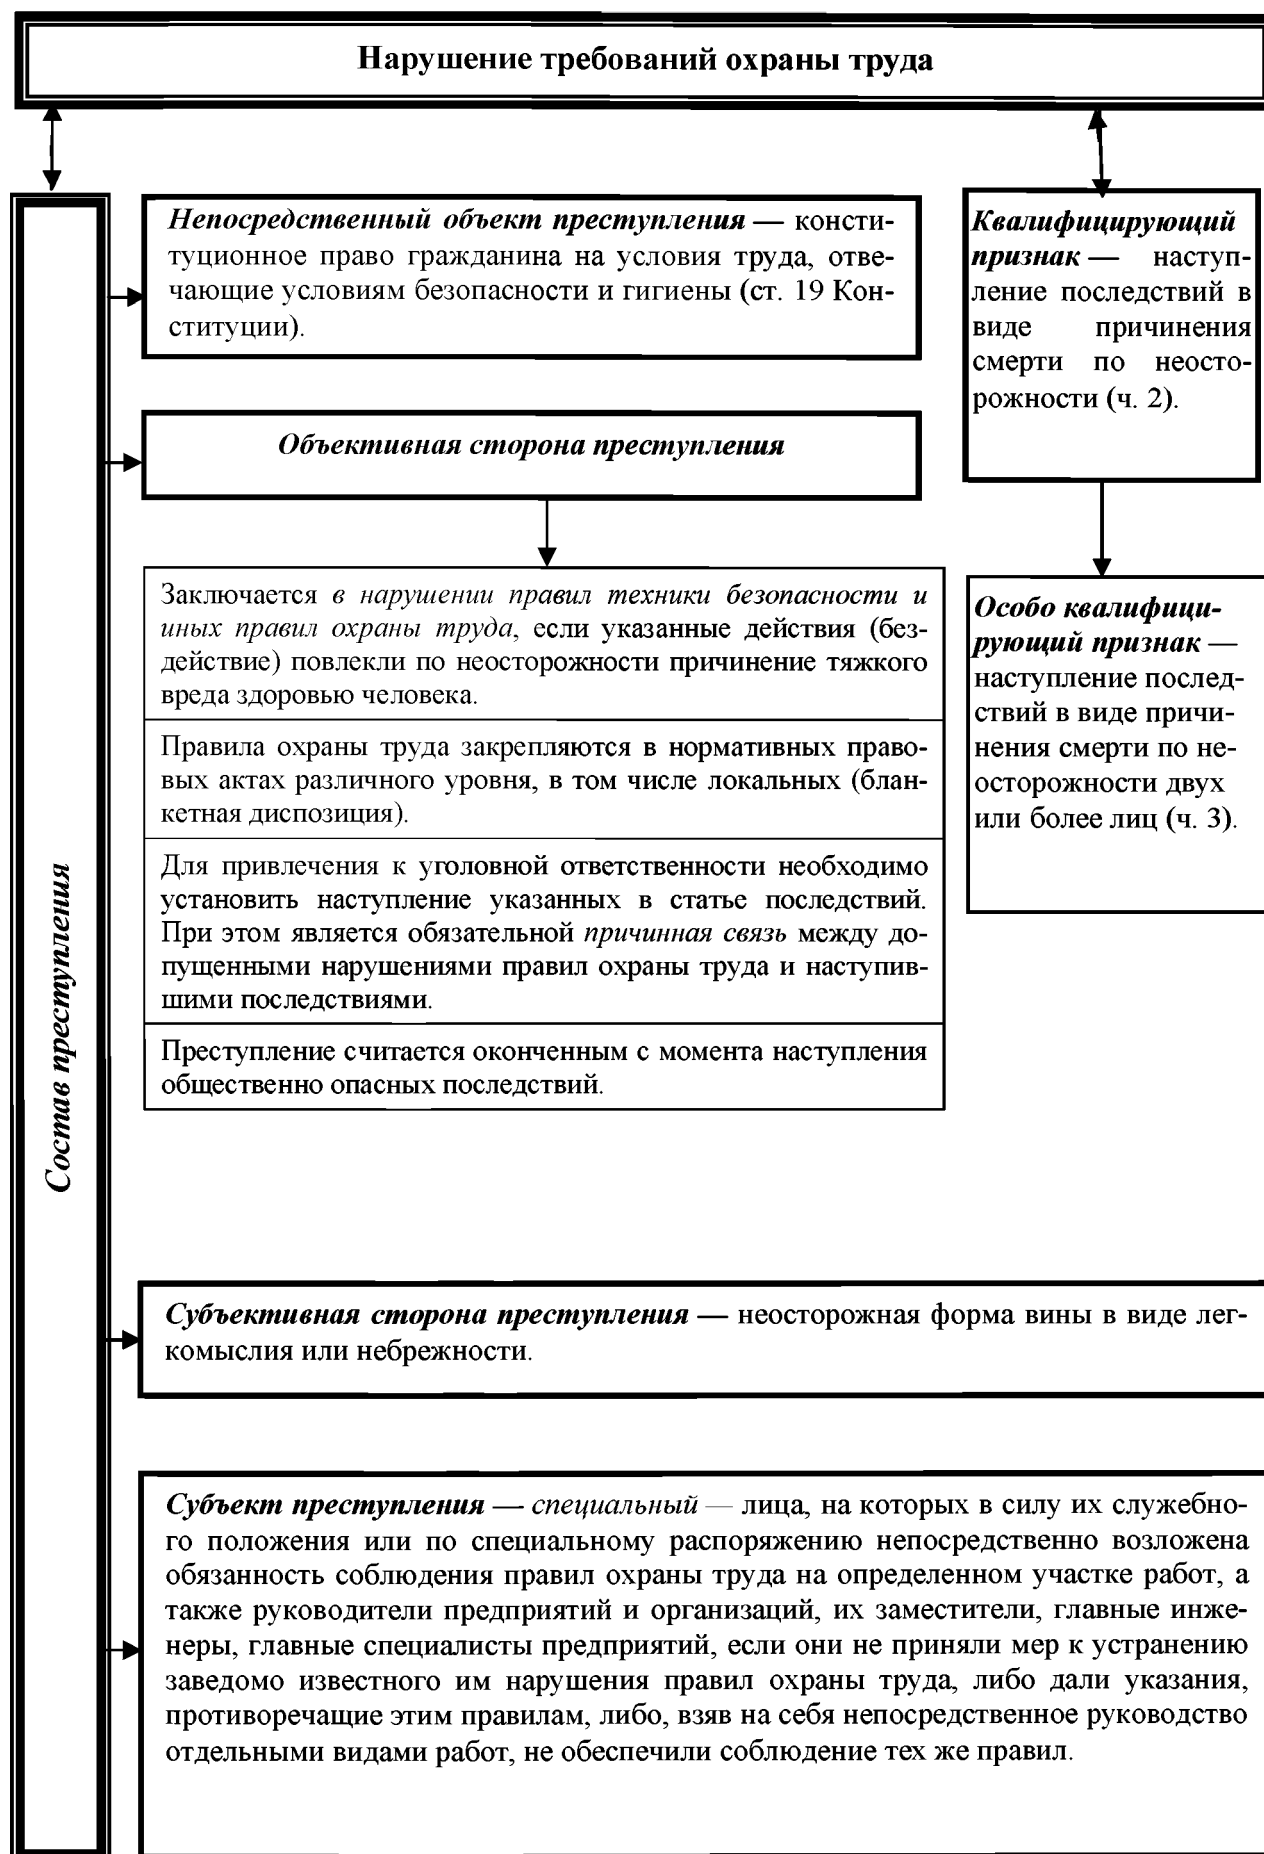 Нарушение требований охраны труда
Состав преступления
Непосредственный объект преступления — консти-
туционное право гражданина на условия труда, отве-
чающие условиям безопасности и гигиены (ст. 19 Кон-
ституции).
Объективная сторона преступления
Заключается в нарушении правил техники безопасности и
иных правил охраны труда, если указанные действия (без-
действие) повлекли по неосторожности причинение тяжкого
вреда здоровью человека.
Правила охраны труда закрепляются в нормативных право-
вых актах различного уровня, в том числе локальных (блан-
кетная диспозиция).
Для привлечения к уголовной ответственности необходимо
установить наступление указанных в статье последствий.
При этом является обязательной причинная связь между до-
пущенными нарушениями правил охраны труда и наступив-
шими последствиями.
Преступление считается оконченным с момента наступления
общественно опасных последствий.
Квалифицирующий
признак — наступ-
ление последствий в
виде причинения
смерти по неосто-
рожности (ч. 2).
Особо квалифици-
рующий признак —
наступление послед-
ствий в виде причи-
нения смерти по не-
осторожности двух
или более лиц (ч. 3).
Субъективная сторона преступления — неосторожная форма вины в виде лег-
комыслия или небрежности.
Субъект преступления — специальный — лица, на которых в силу их служебно-
го положения или по специальному распоряжению непосредственно возложена
обязанность соблюдения правил охраны труда на определенном участке работ, а
также руководители предприятий и организаций, их заместители, главные инже-
неры, главные специалисты предприятий, если они не приняли мер к устранению
заведомо известного им нарушения правил охраны труда, либо дали указания,
противоречащие этим правилам, либо, взяв на себя непосредственное руководство
отдельными видами работ, не обеспечили соблюдение тех же правил.